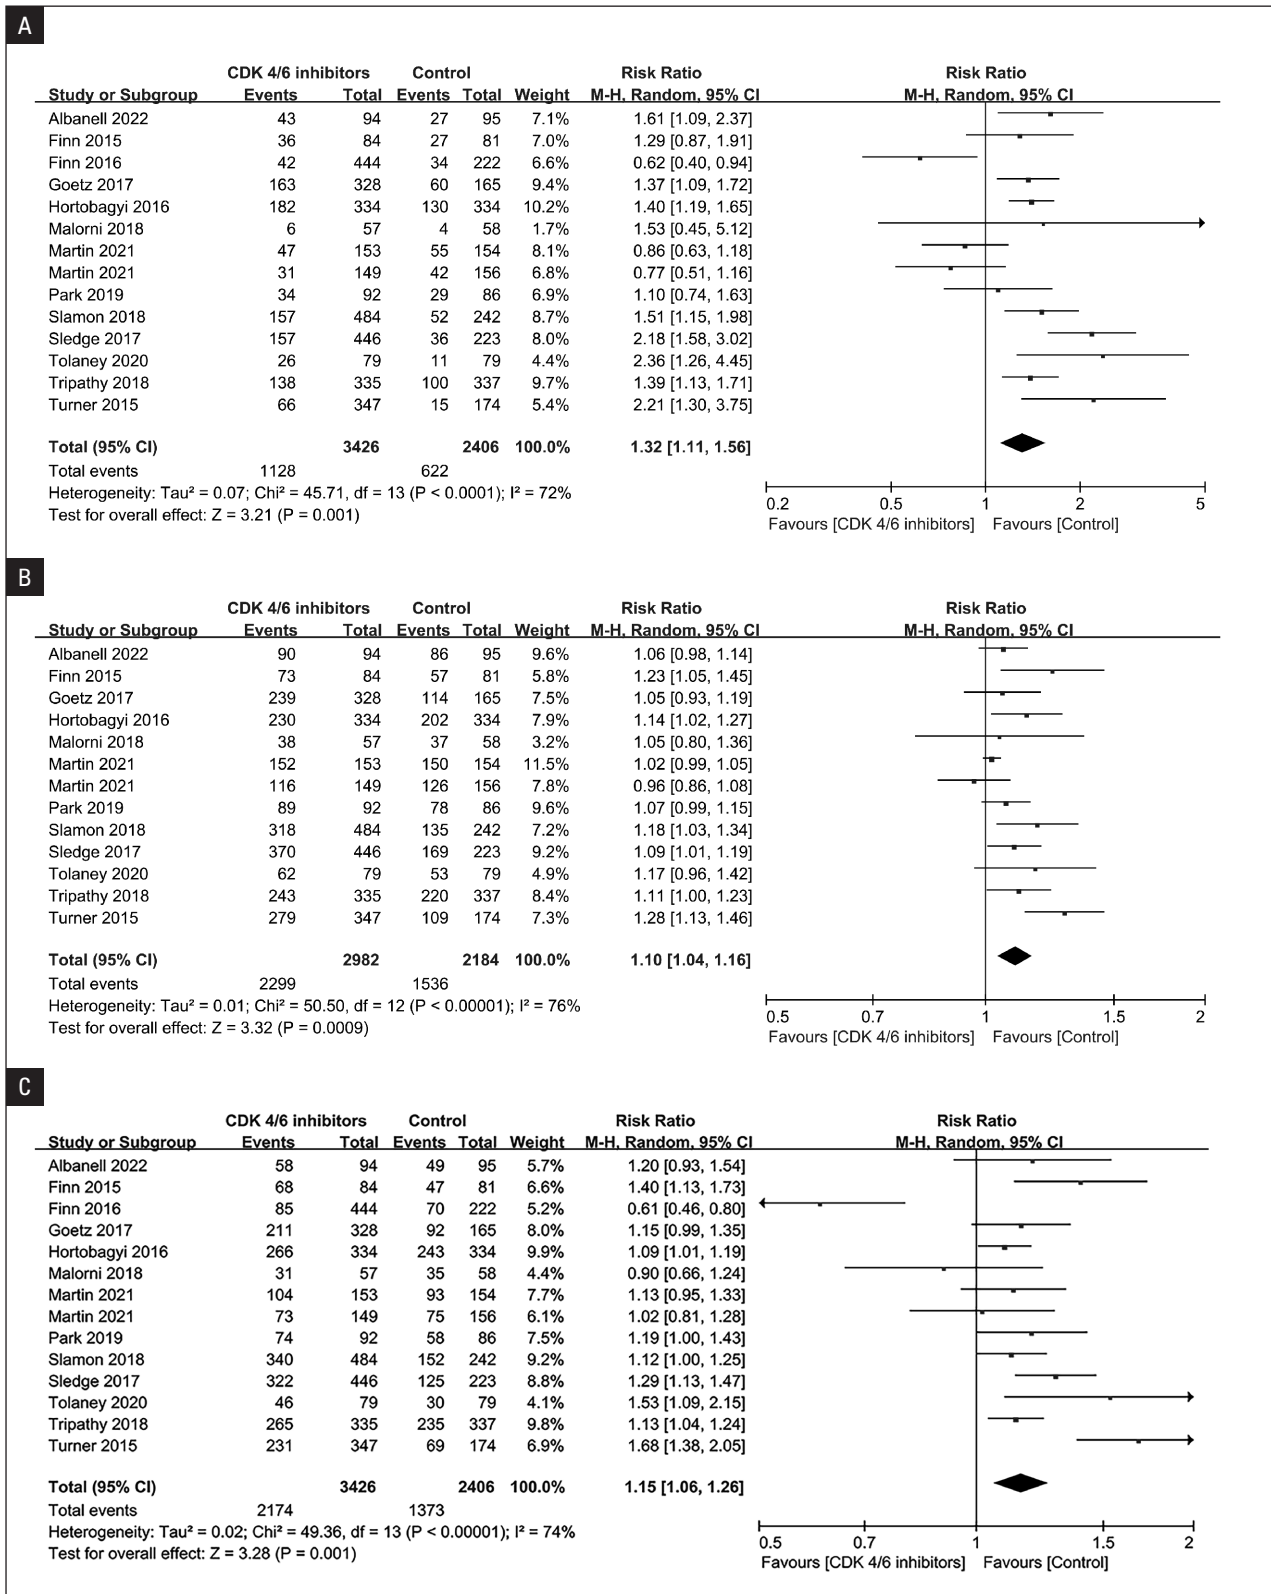 A
CDK 4/6 inhibitors Control Risk Ratio Risk Ratio
Study or Subgroup Events Total Events Total Weight M-H, Random, 95% CI M-H, Random, 95% CI
Albanell 2022 43 94 27 95 7.1% 1.61 [1.09, 2.37]
Finn 2015 36 84 27 81 7.0% 1.29 [0.87, 1.91]
Finn 2016 42 444 34 222 6.6% 0.62 [0.40, 0.94]
Goetz 2017 163 328 60 165 9.4% 1.37 [1.09, 1.72]
Hortobagyi 2016 182 334 130 334 10.2% 1.40 [1.19, 1.65]
Malorni 2018 6 57 4 58 1.7% 1.53 [0.45, 5.12]
Martin 2021 47 153 55 154 8.1% 0.86 [0.63, 1.18]
Martin 2021 31 149 42 156 6.8% 0.77 [0.51, 1.16]
Park 2019 34 92 29 86 6.9% 1.10 [0.74, 1.63]
Slamon 2018 157 484 52 242 8.7% 1.51 [1.15, 1.98]
Sledge 2017 157 446 36 223 8.0% 2.18 [1.58, 3.02]
Tolaney 2020 26 79 11 79 4.4% 2.36 [1.26, 4.45]
Tripathy 2018 138 335 100 337 9.7% 1.39 [1.13, 1.71]
Turner 2015 66 347 15 174 5.4% 2.21 [1.30, 3.75]
Total (95% CI) 3426 2406 100.0% 1.32 [1.11, 1.56]
Total events 1128 622
Heterogeneity: Tau² = 0.07; Chi² = 45.71, df = 13 (P < 0.0001); I² = 72%
Test for overall effect: Z = 3.21 (P = 0.001)
0.2 0.5 1 2 5
Favours [CDK 4/6 inhibitors] Favours [Control]
B
CDK 4/6 inhibitors Control Risk Ratio Risk Ratio
Study or Subgroup Events Total Events Total Weight M-H, Random, 95% CI M-H, Random, 95% CI
Albanell 2022 90 94 86 95 9.6% 1.06 [0.98, 1.14]
Finn 2015 73 84 57 81 5.8% 1.23 [1.05, 1.45]
Goetz 2017 239 328 114 165 7.5% 1.05 [0.93, 1.19]
Hortobagyi 2016 230 334 202 334 7.9% 1.14 [1.02, 1.27]
Malorni 2018 38 57 37 58 3.2% 1.05 [0.80, 1.36]
Martin 2021 152 153 150 154 11.5% 1.02 [0.99, 1.05]
Martin 2021 116 149 126 156 7.8% 0.96 [0.86, 1.08]
Park 2019 89 92 78 86 9.6% 1.07 [0.99, 1.15]
Slamon 2018 318 484 135 242 7.2% 1.18 [1.03, 1.34]
Sledge 2017 370 446 169 223 9.2% 1.09 [1.01, 1.19]
Tolaney 2020 62 79 53 79 4.9% 1.17 [0.96, 1.42]
Tripathy 2018 243 335 220 337 8.4% 1.11 [1.00, 1.23]
Turner 2015 279 347 109 174 7.3% 1.28 [1.13, 1.46]
Total (95% CI) 2982 2184 100.0% 1.10 [1.04, 1.16]
Total events 2299 1536
Heterogeneity: Tau² = 0.01; Chi² = 50.50, df = 12 (P < 0.00001); I² = 76%
Test for overall effect: Z = 3.32 (P = 0.0009)
0.5 0.7 1 1.5 2
Favours [CDK 4/6 inhibitors] Favours [Control]
C
CDK 4/6 inhibitors Control Risk Ratio Risk Ratio
Study or Subgroup Events Total Events Total Weight M-H, Random, 95% CI M-H, Random, 95% CI
Albanell 2022 58 94 49 95 5.7% 1.20 [0.93, 1.54]
Finn 2015 68 84 47 81 6.6% 1.40 [1.13, 1.73]
Finn 2016 85 444 70 222 5.2% 0.61 [0.46, 0.80]
Goetz 2017 211 328 92 165 8.0% 1.15 [0.99, 1.35]
Hortobagyi 2016 266 334 243 334 9.9% 1.09 [1.01, 1.19]
Malorni 2018 31 57 35 58 4.4% 0.90 [0.66, 1.24]
Martin 2021 104 153 93 154 7.7% 1.13 [0.95, 1.33]
Martin 2021 73 149 75 156 6.1% 1.02 [0.81, 1.28]
Park 2019 74 92 58 86 7.5% 1.19 [1.00, 1.43]
Slamon 2018 340 484 152 242 9.2% 1.12 [1.00, 1.25]
Sledge 2017 322 446 125 223 8.8% 1.29 [1.13, 1.47]
Tolaney 2020 46 79 30 79 4.1% 1.53 [1.09, 2.15]
Tripathy 2018 265 335 235 337 9.8% 1.13 [1.04, 1.24]
Turner 2015 231 347 69 174 6.9% 1.68 [1.38, 2.05]
Total (95% CI) 3426 2406 100.0% 1.15 [1.06, 1.26]
Total events 2174 1373
Heterogeneity: Tau² = 0.02; Chi² = 49.36, df = 13 (P < 0.00001); I² = 74%
Test for overall effect: Z = 3.28 (P = 0.001)
0.5 0.7 1 1.5 2
Favours [CDK 4/6 inhibitors] Favours [Control]